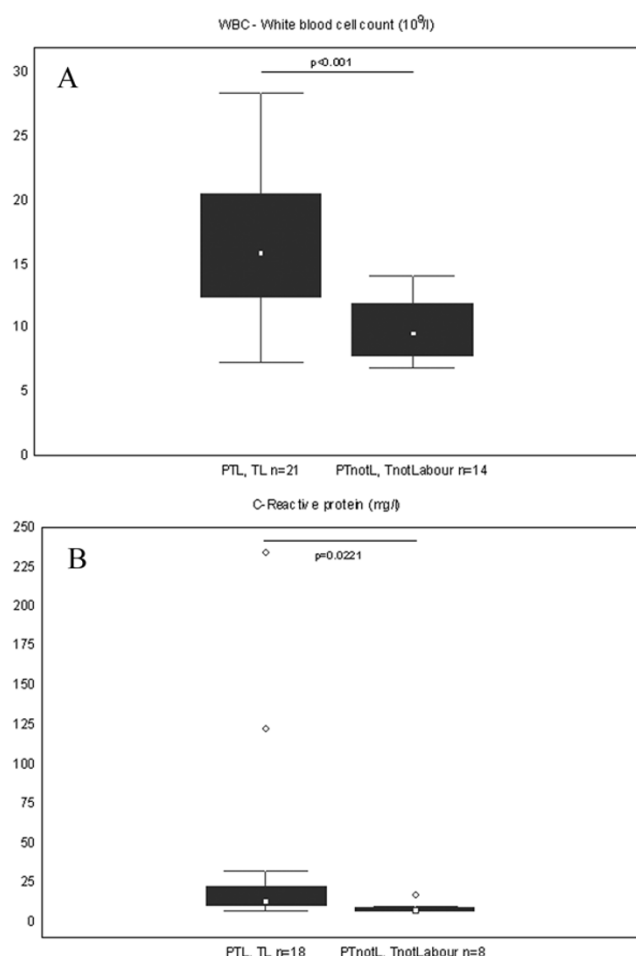 WBC - White blood cell count (10⁹/l)
A
p<0.001
30
25
20
15
10
5
0
PTL, TL n=21 PTnotL, TnotLabour n=14
C-Reactive protein (mg/l)
B
p=0.0221
250
225
200
175
150
125
100
75
50
25
0
PTL, TL n=18 PTnotL, TnotLabour n=8